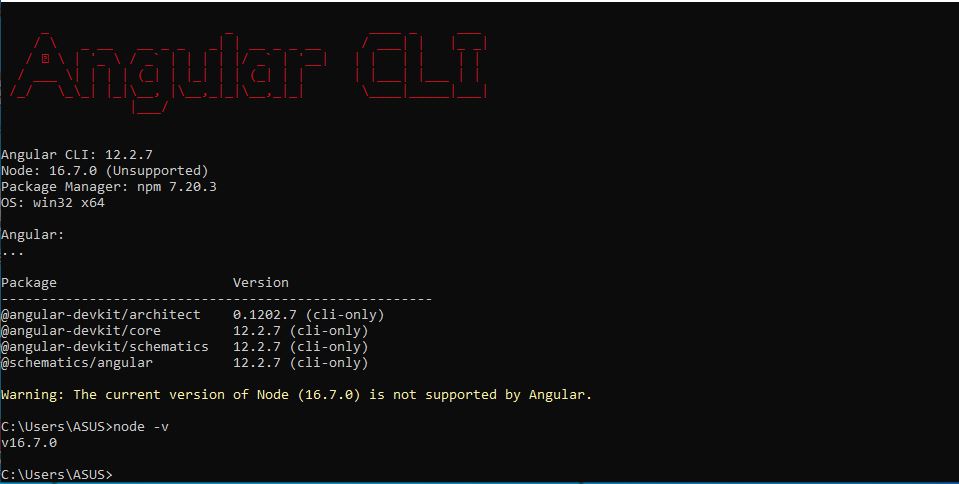 Angular CLI
Angular CLI: 12.2.7
Node: 16.7.0 (Unsupported)
Package Manager: npm 7.20.3
OS: win32 x64
Angular:
...
Package                      Version
------------------------------------------------------
@angular-devkit/architect    0.1202.7 (cli-only)
@angular-devkit/core         12.2.7 (cli-only)
@angular-devkit/schematics   12.2.7 (cli-only)
@schematics/angular          12.2.7 (cli-only)
Warning: The current version of Node (16.7.0) is not supported by Angular.
C:\Users\ASUS>node -v
v16.7.0
C:\Users\ASUS>